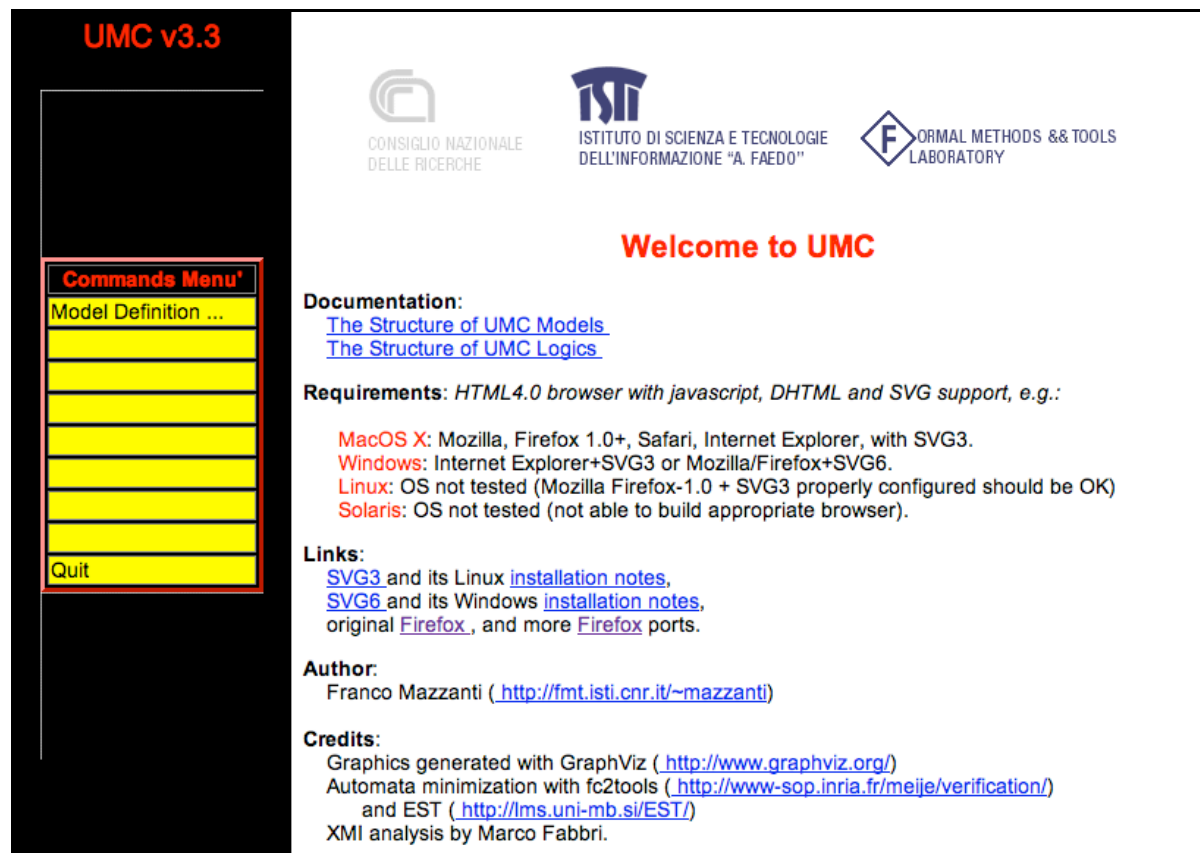 UMC v3.3
Commands Menu'
Model Definition ...
Quit
CONSIGLIO NAZIONALE
DELLE RICERCHE
ISTI
ISTITUTO DI SCIENZA E TECNOLOGIE
DELL'INFORMAZIONE "A. FAEDO"
FORMAL METHODS && TOOLS
LABORATORY
Welcome to UMC
Documentation:
The Structure of UMC Models
The Structure of UMC Logics
Requirements: HTML4.0 browser with javascript, DHTML and SVG support, e.g.:
MacOS X: Mozilla, Firefox 1.0+, Safari, Internet Explorer, with SVG3.
Windows: Internet Explorer+SVG3 or Mozilla/Firefox+SVG6.
Linux: OS not tested (Mozilla Firefox-1.0 + SVG3 properly configured should be OK)
Solaris: OS not tested (not able to build appropriate browser).
Links:
SVG3 and its Linux installation notes,
SVG6 and its Windows installation notes,
original Firefox , and more Firefox ports.
Author:
Franco Mazzanti ( http://fmt.isti.cnr.it/~mazzanti)
Credits:
Graphics generated with GraphViz ( http://www.graphviz.org/)
Automata minimization with fc2tools ( http://www-sop.inria.fr/meije/verification/)
and EST ( http://lms.uni-mb.si/EST/)
XMI analysis by Marco Fabbri.